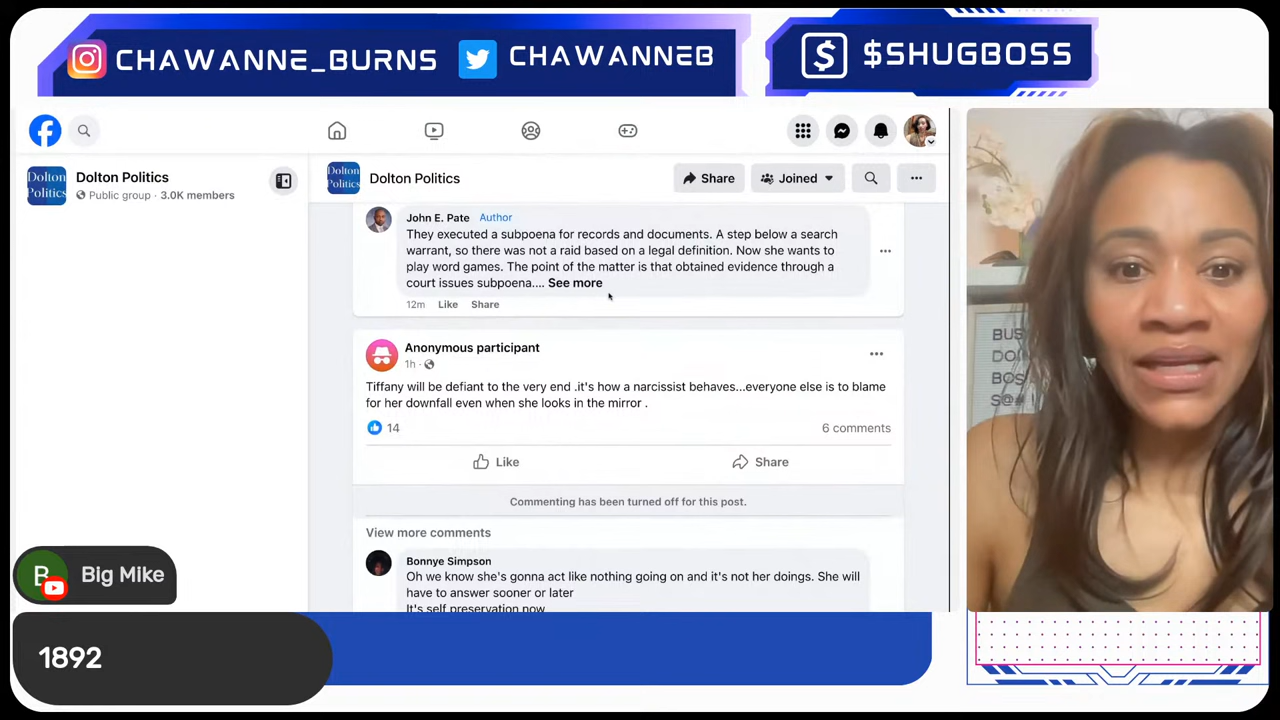 CHAWANNE_BURNS
CHAWANNEB
$SHUGBOSS
Dolton Politics
Dolton Politics
Public group · 3.0K members
Dolton Politics
Dolton Politics
Share
Joined
John E. Pate Author
They executed a subpoena for records and documents. A step below a search
warrant, so there was not a raid based on a legal definition. Now she wants to
play word games. The point of the matter is that obtained evidence through a
court issues subpoena.... See more
12m Like Share
Anonymous participant
1h ·
Tiffany will be defiant to the very end .it's how a narcissist behaves...everyone else is to blame
for her downfall even when she looks in the mirror .
14
6 comments
Like
Share
Commenting has been turned off for this post.
View more comments
Bonnye Simpson
Oh we know she's gonna act like nothing going on and it's not her doings. She will
have to answer sooner or later
It's self preservation now
BUS
DOI
BOS
S@#
B
Big Mike
1892